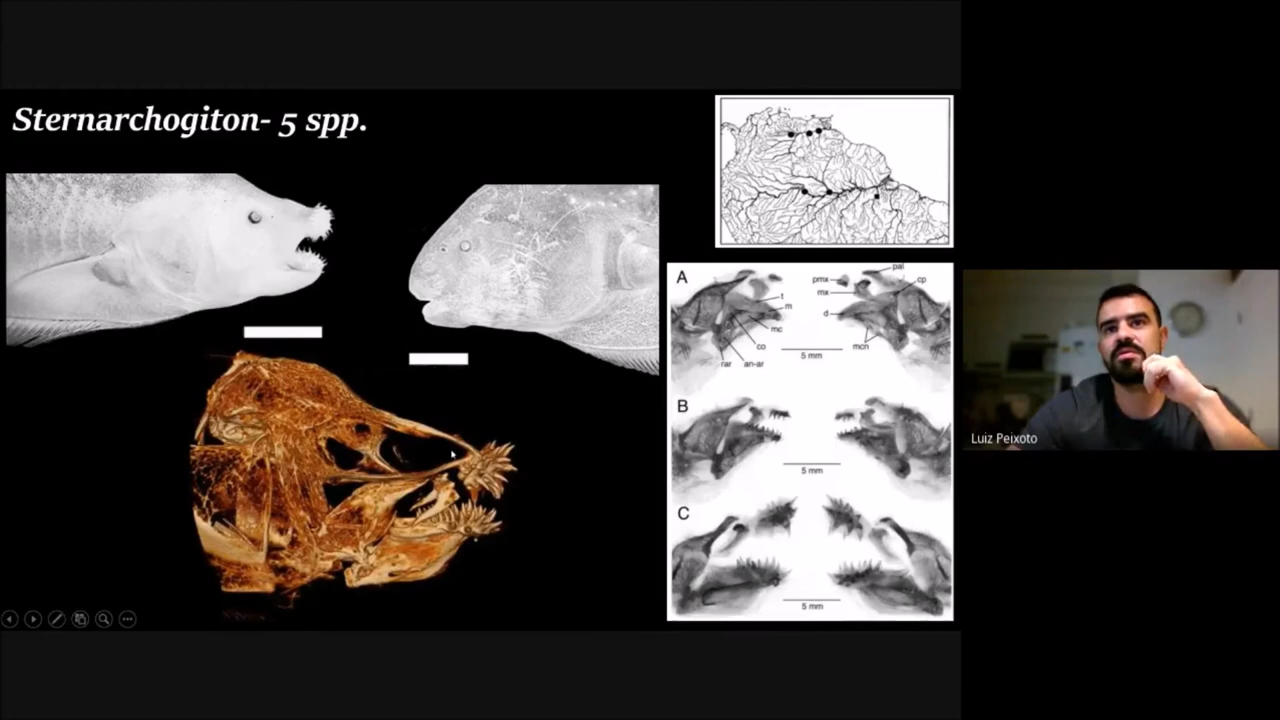 Sternarchogiton- 5 spp.
A
pal
pmx
cp
mx
t
m
d
mc
co
mcn
5 mm
rar
an-ar
B
5 mm
C
5 mm
Luiz Peixoto